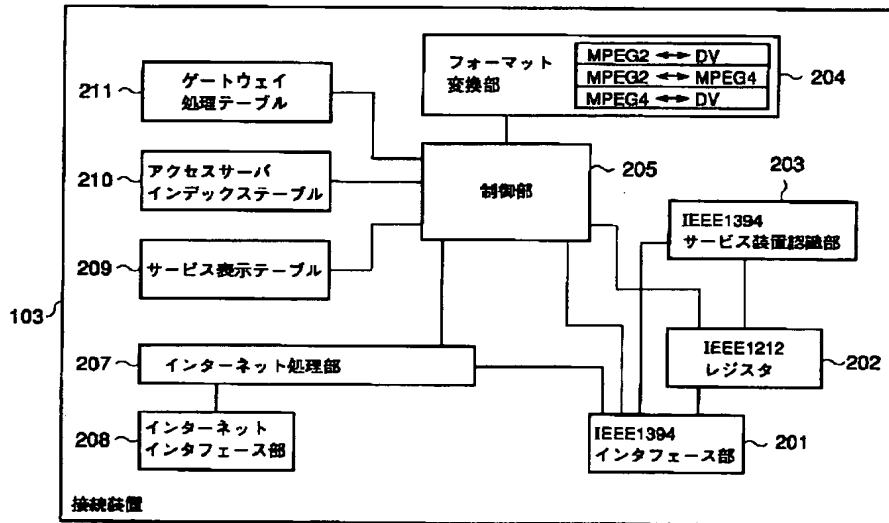 フォーマット
変換部
MPEG2 ↔ DV
MPEG2 ↔ MPEG4
MPEG4 ↔ DV
204
211
ゲートウェイ
処理テーブル
210
アクセスサーバ
インデックステーブル
制御部
205
203
IEEE1394
サービス装置認識部
209
サービス表示テーブル
103
207
インターネット処理部
IEEE1212
レジスタ
202
208
インターネット
インタフェース部
IEEE1394
インタフェース部
201
接続装置